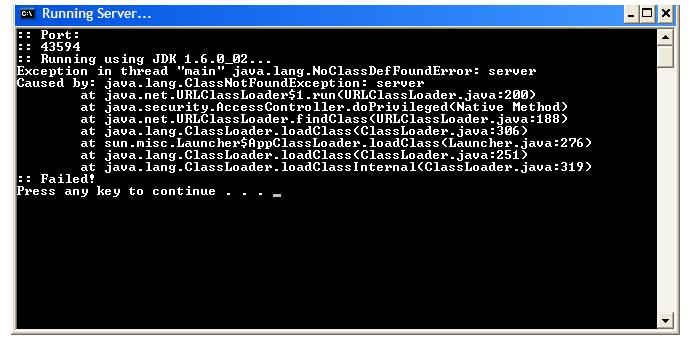 Running Server...
:: Port:
:: 43594
:: Running using JDK 1.6.0_02...
Exception in thread "main" java.lang.NoClassDefFoundError: server
Caused by: java.lang.ClassNotFoundException: server
        at java.net.URLClassLoader$1.run(URLClassLoader.java:200)
        at java.security.AccessController.doPrivileged(Native Method)
        at java.net.URLClassLoader.findClass(URLClassLoader.java:188)
        at java.lang.ClassLoader.loadClass(ClassLoader.java:306)
        at sun.misc.Launcher$AppClassLoader.loadClass(Launcher.java:276)
        at java.lang.ClassLoader.loadClass(ClassLoader.java:251)
        at java.lang.ClassLoader.loadClassInternal(ClassLoader.java:319)
:: Failed!
Press any key to continue . . . _